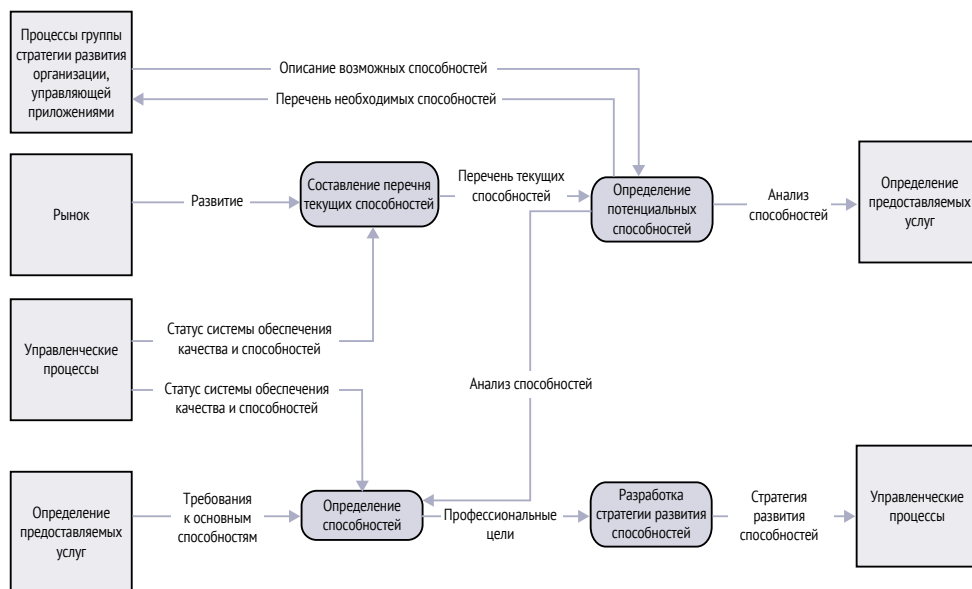 Процессы группы
стратегии развития
организации,
управляющей
приложениями
Описание возможных способностей
Перечень необходимых способностей
Рынок
Развитие
Составление перечня
текущих способностей
Перечень текущих
способностей
Определение
потенциальных
способностей
Анализ
способностей
Определение
предоставляемых
услуг
Управленческие
процессы
Статус системы обеспечения
качества и способностей
Статус системы обеспечения
качества и способностей
Анализ способностей
Определение
предоставляемых
услуг
Требования
к основным
способностям
Определение
способностей
Профессиональные
цели
Разработка
стратегии развития
способностей
Стратегия
развития
способностей
Управленческие
процессы